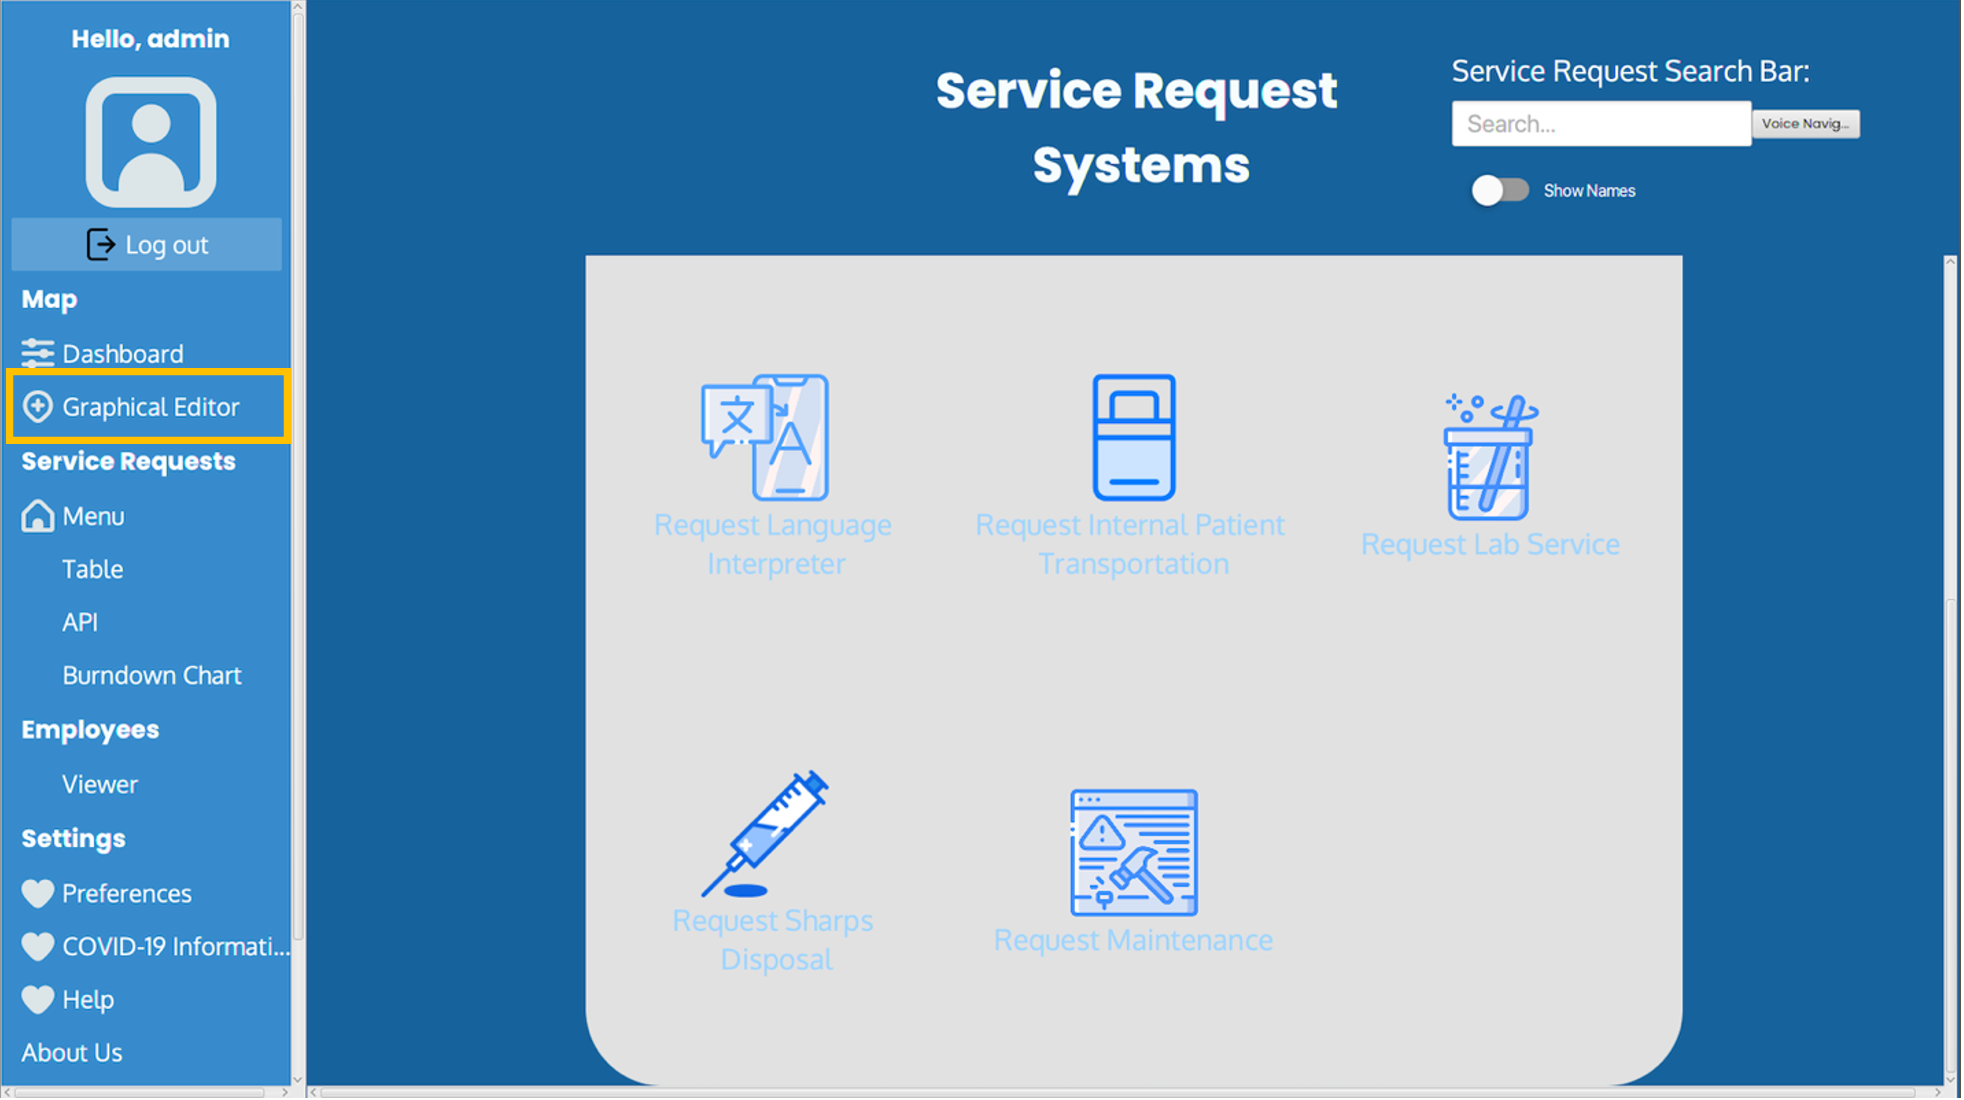 Hello, admin
Log out
Map
Dashboard
Graphical Editor
Service Requests
Menu
Table
API
Burndown Chart
Employees
Viewer
Settings
Preferences
COVID-19 Informati...
Help
About Us
Service Request
Systems
Service Request Search Bar:
Search...
Voice Navig...
Show Names
文
A
Request Language
Interpreter
Request Internal Patient
Transportation
Request Lab Service
Request Sharps
Disposal
Request Maintenance